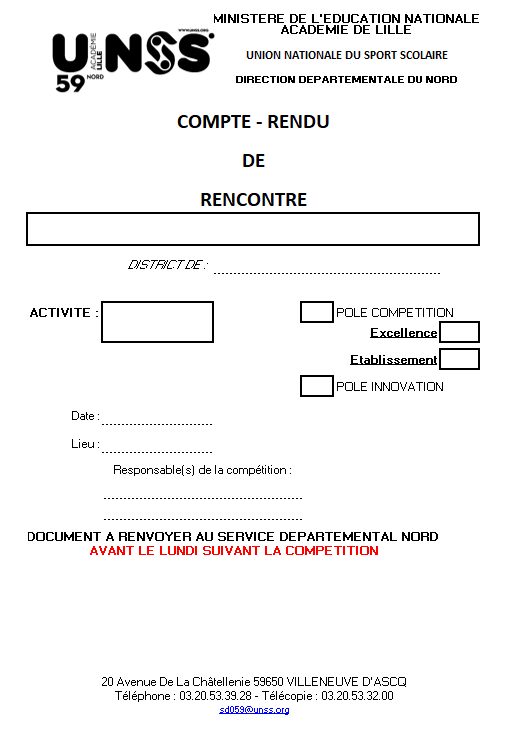 MINISTERE DE L'EDUCATION NATIONALE
ACADEMIE DE LILLE
UNION NATIONALE DU SPORT SCOLAIRE
DIRECTION DEPARTEMENTALE DU NORD
WWW.UNSS.ORG
UNSS
ACADÉMIE
LILLE
59 NORD
COMPTE - RENDU
DE
RENCONTRE
DISTRICT DE :
ACTIVITE :
POLE COMPETITION
Excellence
Etablissement
POLE INNOVATION
Date :
Lieu :
Responsable(s) de la compétition :
DOCUMENT A RENVOYER AU SERVICE DEPARTEMENTAL NORD
AVANT LE LUNDI SUIVANT LA COMPETITION
20 Avenue De La Châtellenie 59650 VILLENEUVE D'ASCQ
Téléphone : 03.20.53.39.28 - Télécopie : 03.20.53.32.00
sd059@unss.org